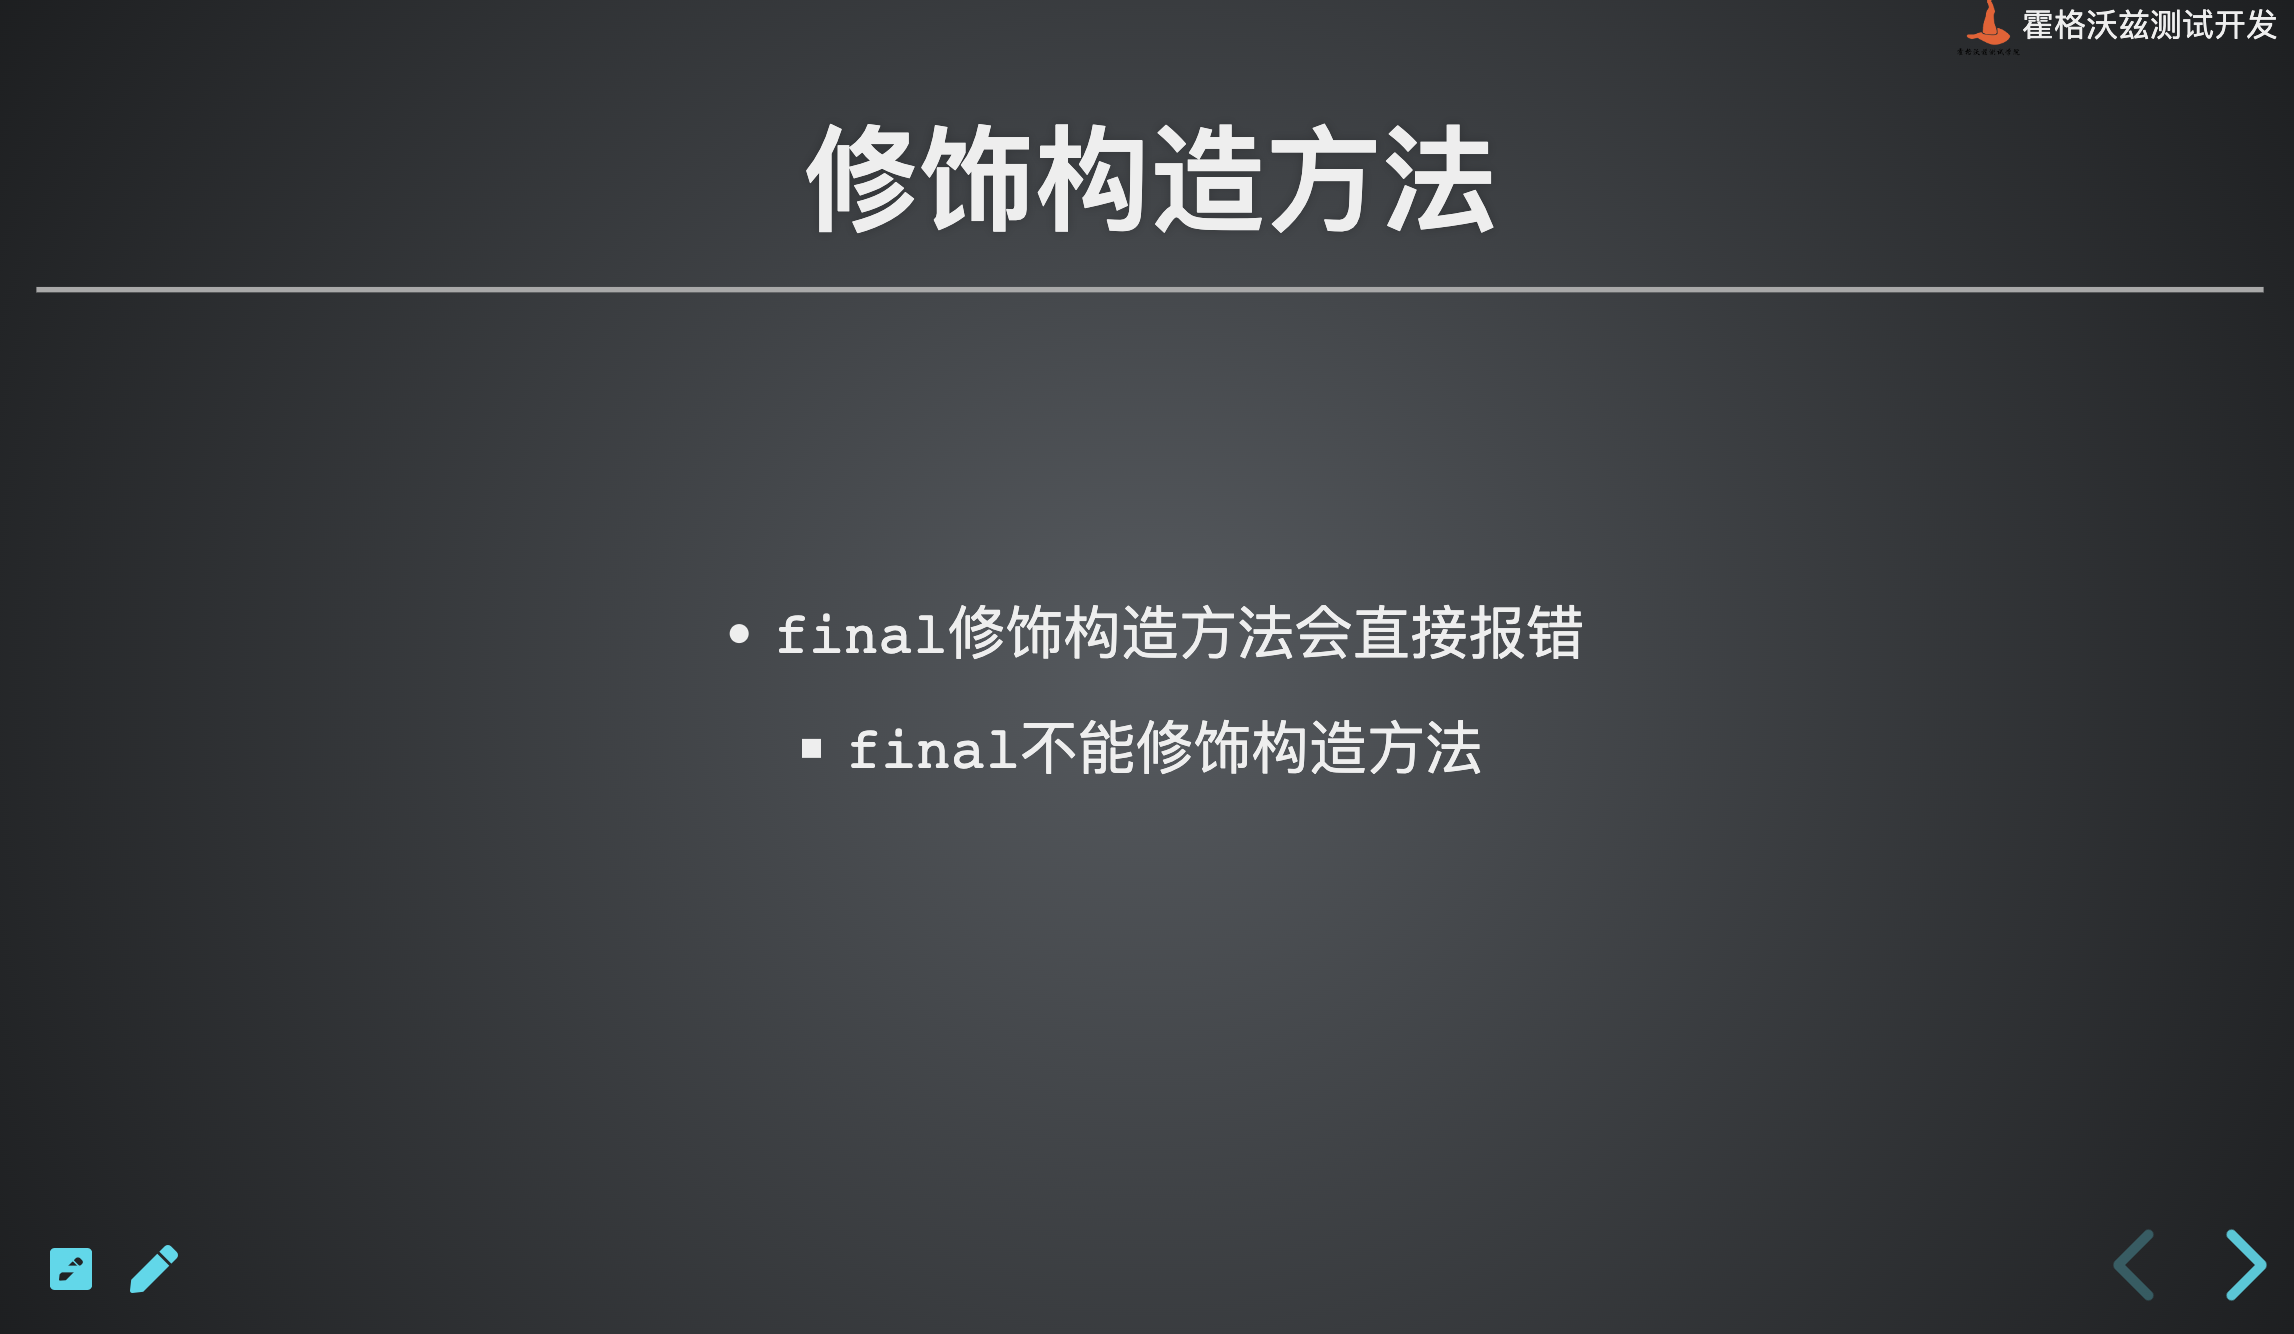 霍格沃兹测试开发
修饰构造方法
final修饰构造方法会直接报错
final不能修饰构造方法